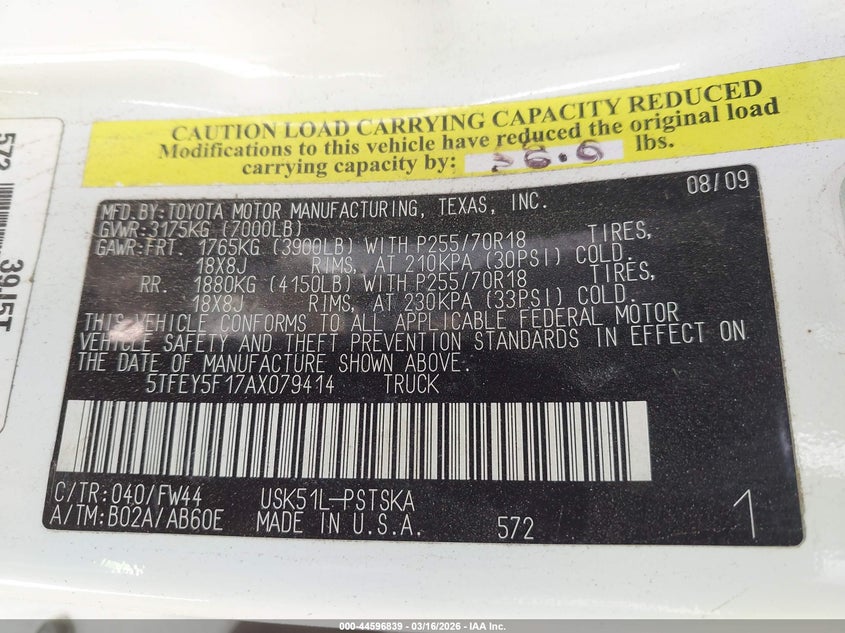 CAUTION LOAD CARRYING CAPACITY REDUCED
Modifications to this vehicle have reduced the original load
carrying capacity by: 36.6 lbs.
08/09
MFD.BY:TOYOTA MOTOR MANUFACTURING, TEXAS, INC.
GVWR:3175KG (7000LB)
GAWR:FRT. 1765KG (3900LB) WITH P255/70R18 TIRES,
18X8J RIMS, AT 210KPA (30PSI) COLD.
RR. 1880KG (4150LB) WITH P255/70R18 TIRES,
18X8J RIMS, AT 230KPA (33PSI) COLD.
THIS VEHICLE CONFORMS TO ALL APPLICABLE FEDERAL MOTOR
VEHICLE SAFETY AND THEFT PREVENTION STANDARDS IN EFFECT ON
THE DATE OF MANUFACTURE SHOWN ABOVE.
5TFEY5F17AX079414 TRUCK
C/TR:040/FW44 USK51L-PSTSKA
A/TM:B02A/AB60E MADE IN U.S.A. 572 1
572 39J5T
000-44596839 - 03/16/2026 - IAA Inc.